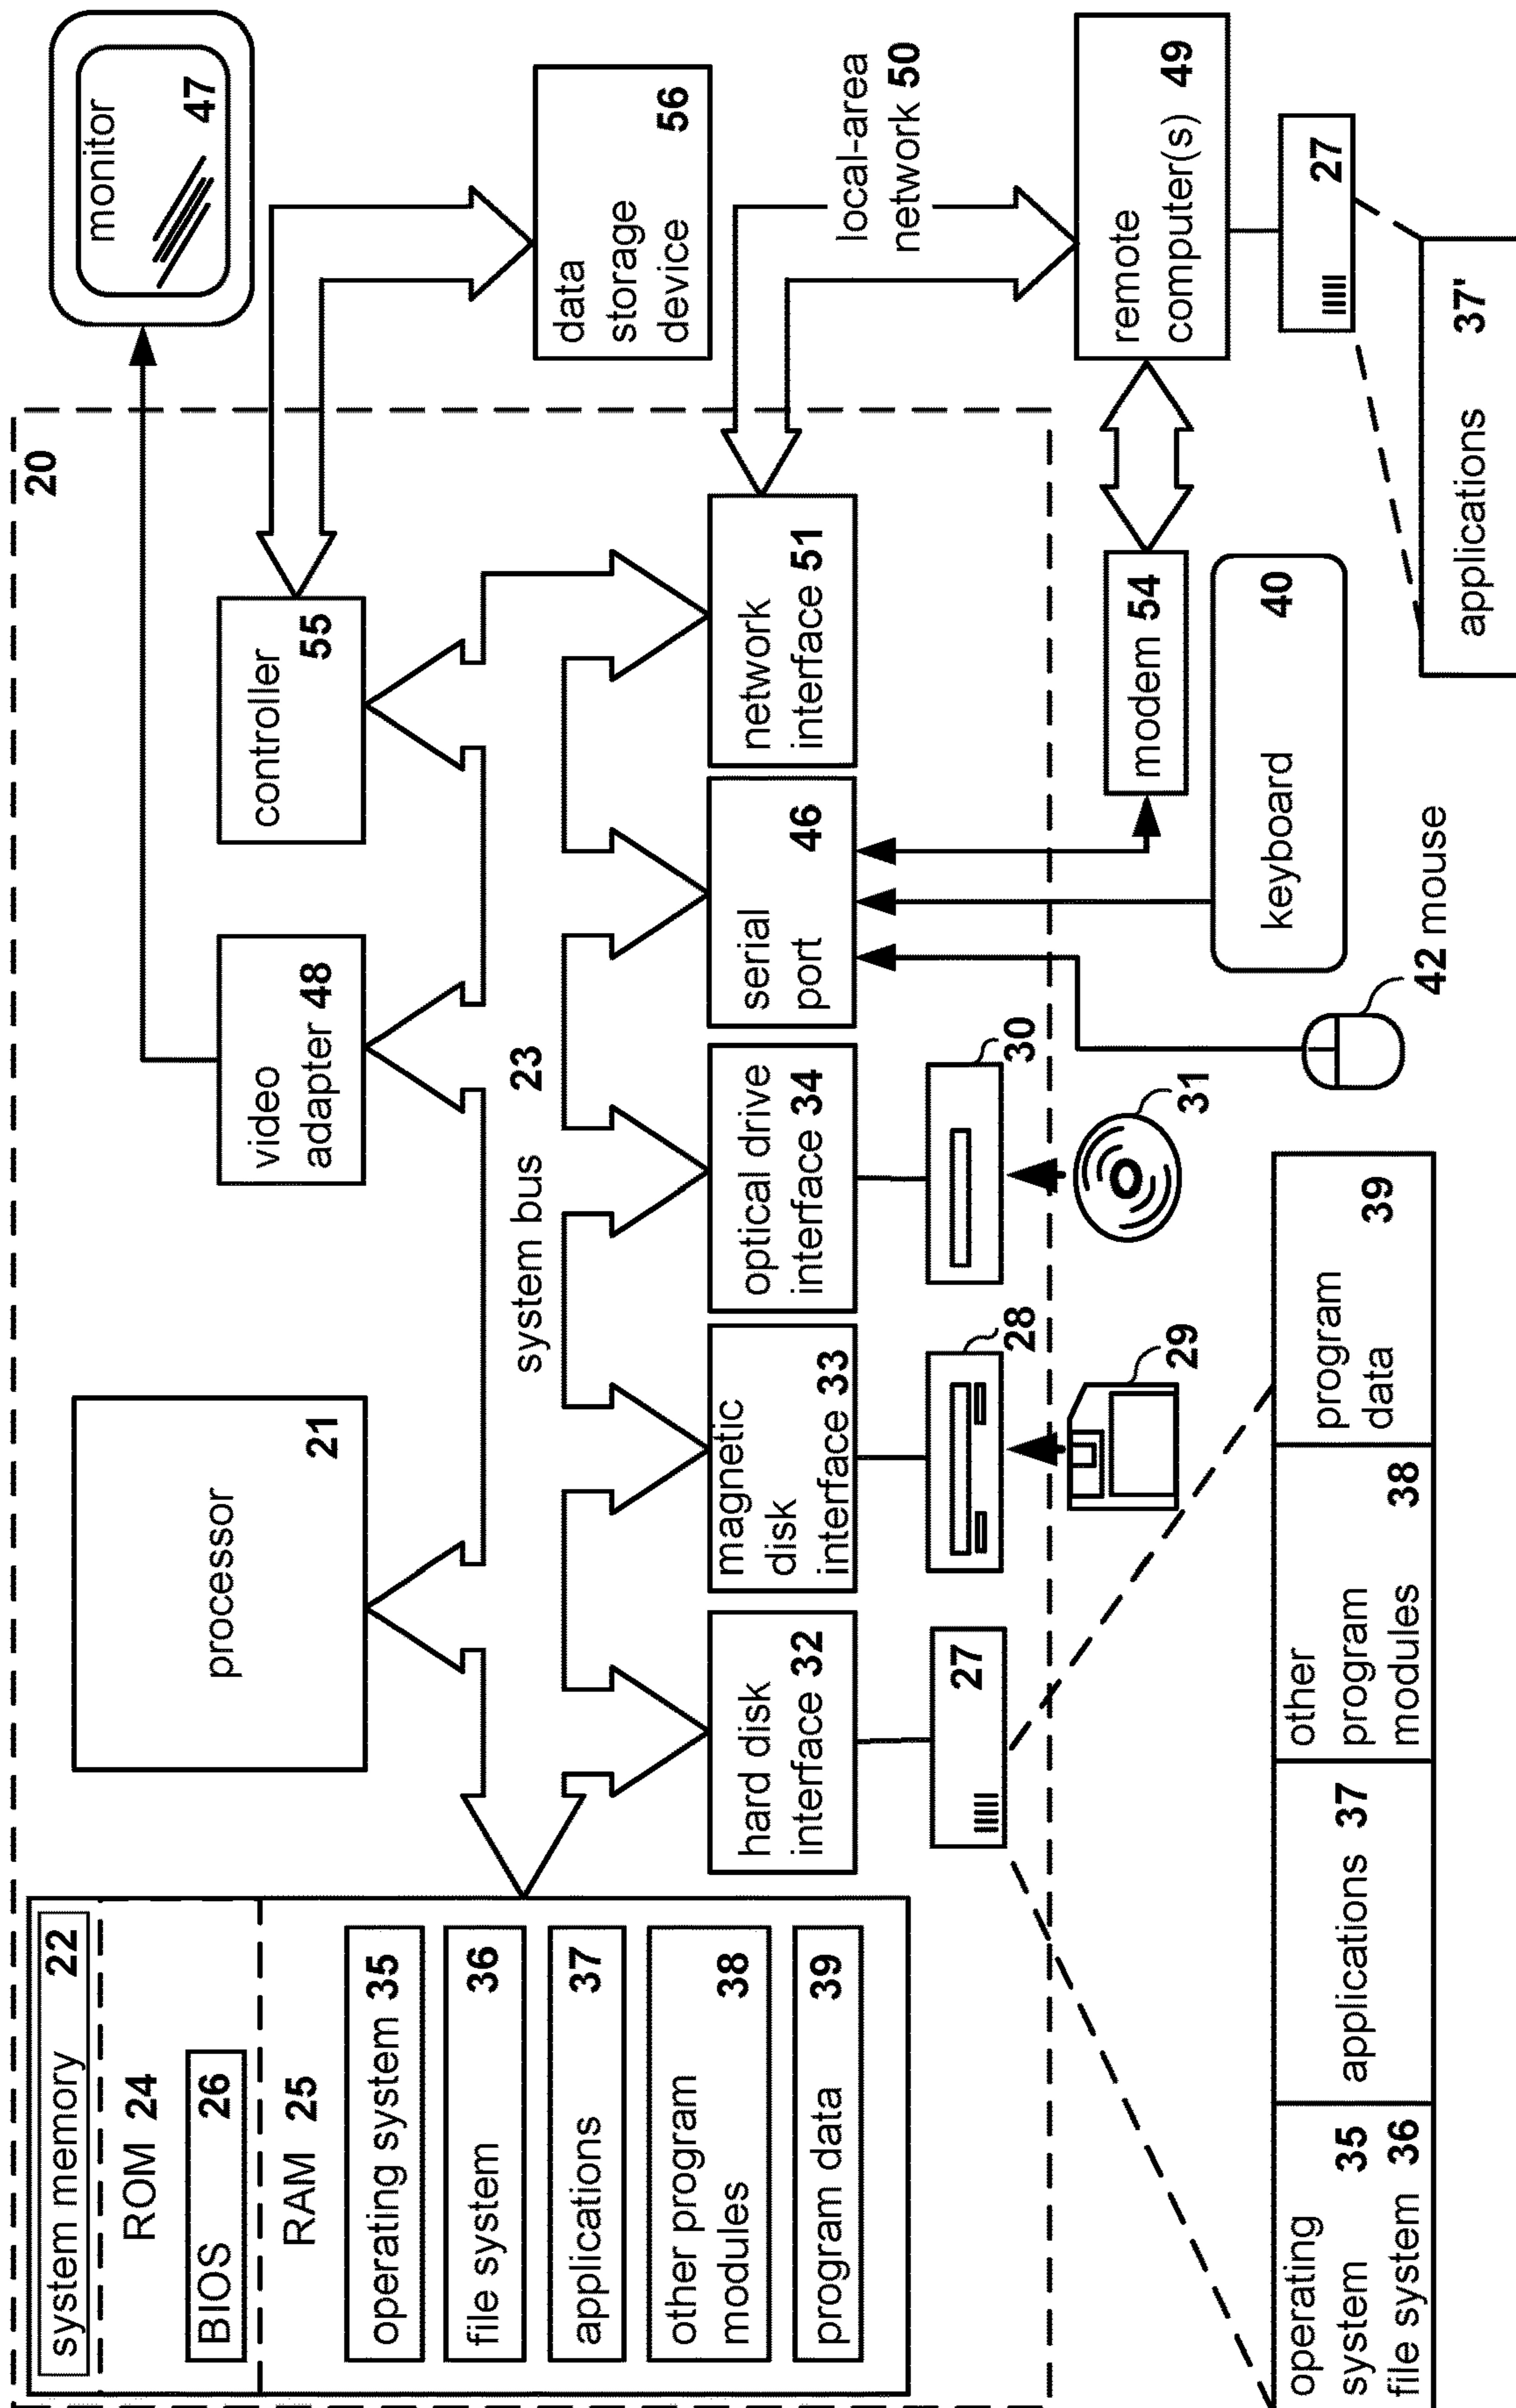 20
system memory 22
ROM 24
BIOS 26
RAM 25
operating system 35
file system 36
applications 37
other program
modules 38
program data 39
processor
21
video
adapter 48
controller
55
monitor
47
system bus 23
data
storage
device 56
hard disk
interface 32
magnetic
disk
interface 33
optical drive
interface 34
serial
port 46
network
interface 51
local-area
network 50
27
28
30
29
31
modem 54
remote
computer(s) 49
keyboard 40
27
42 mouse
operating
system 35
file system 36
applications 37
other
program
modules 38
program
data 39
applications 37'